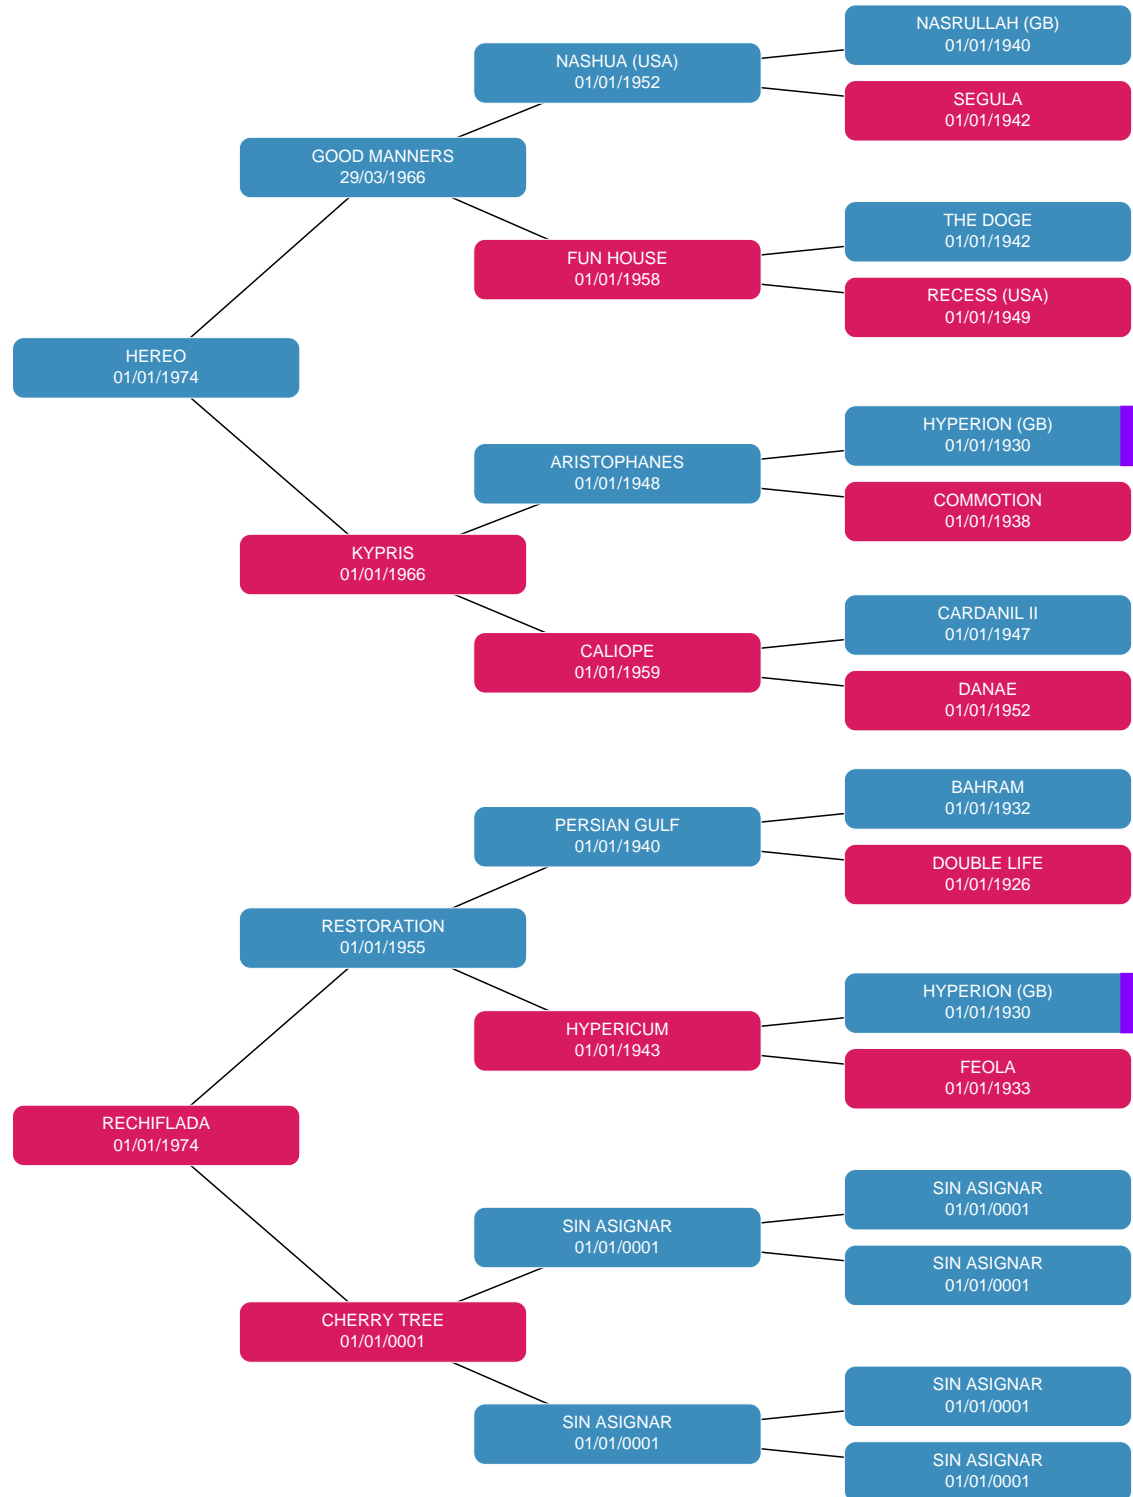 NASRULLAH (GB)
01/01/1940
NASHUA (USA)
01/01/1952
SEGULA
01/01/1942
GOOD MANNERS
29/03/1966
THE DOGE
01/01/1942
FUN HOUSE
01/01/1958
RECESS (USA)
01/01/1949
HEREO
01/01/1974
HYPERION (GB)
01/01/1930
ARISTOPHANES
01/01/1948
COMMOTION
01/01/1938
KYPRIS
01/01/1966
CARDANIL II
01/01/1947
CALIOPE
01/01/1959
DANAE
01/01/1952
BAHRAM
01/01/1932
PERSIAN GULF
01/01/1940
DOUBLE LIFE
01/01/1926
RESTORATION
01/01/1955
HYPERION (GB)
01/01/1930
HYPERICUM
01/01/1943
FEOLA
01/01/1933
RECHIFLADA
01/01/1974
SIN ASIGNAR
01/01/0001
SIN ASIGNAR
01/01/0001
SIN ASIGNAR
01/01/0001
CHERRY TREE
01/01/0001
SIN ASIGNAR
01/01/0001
SIN ASIGNAR
01/01/0001
SIN ASIGNAR
01/01/0001